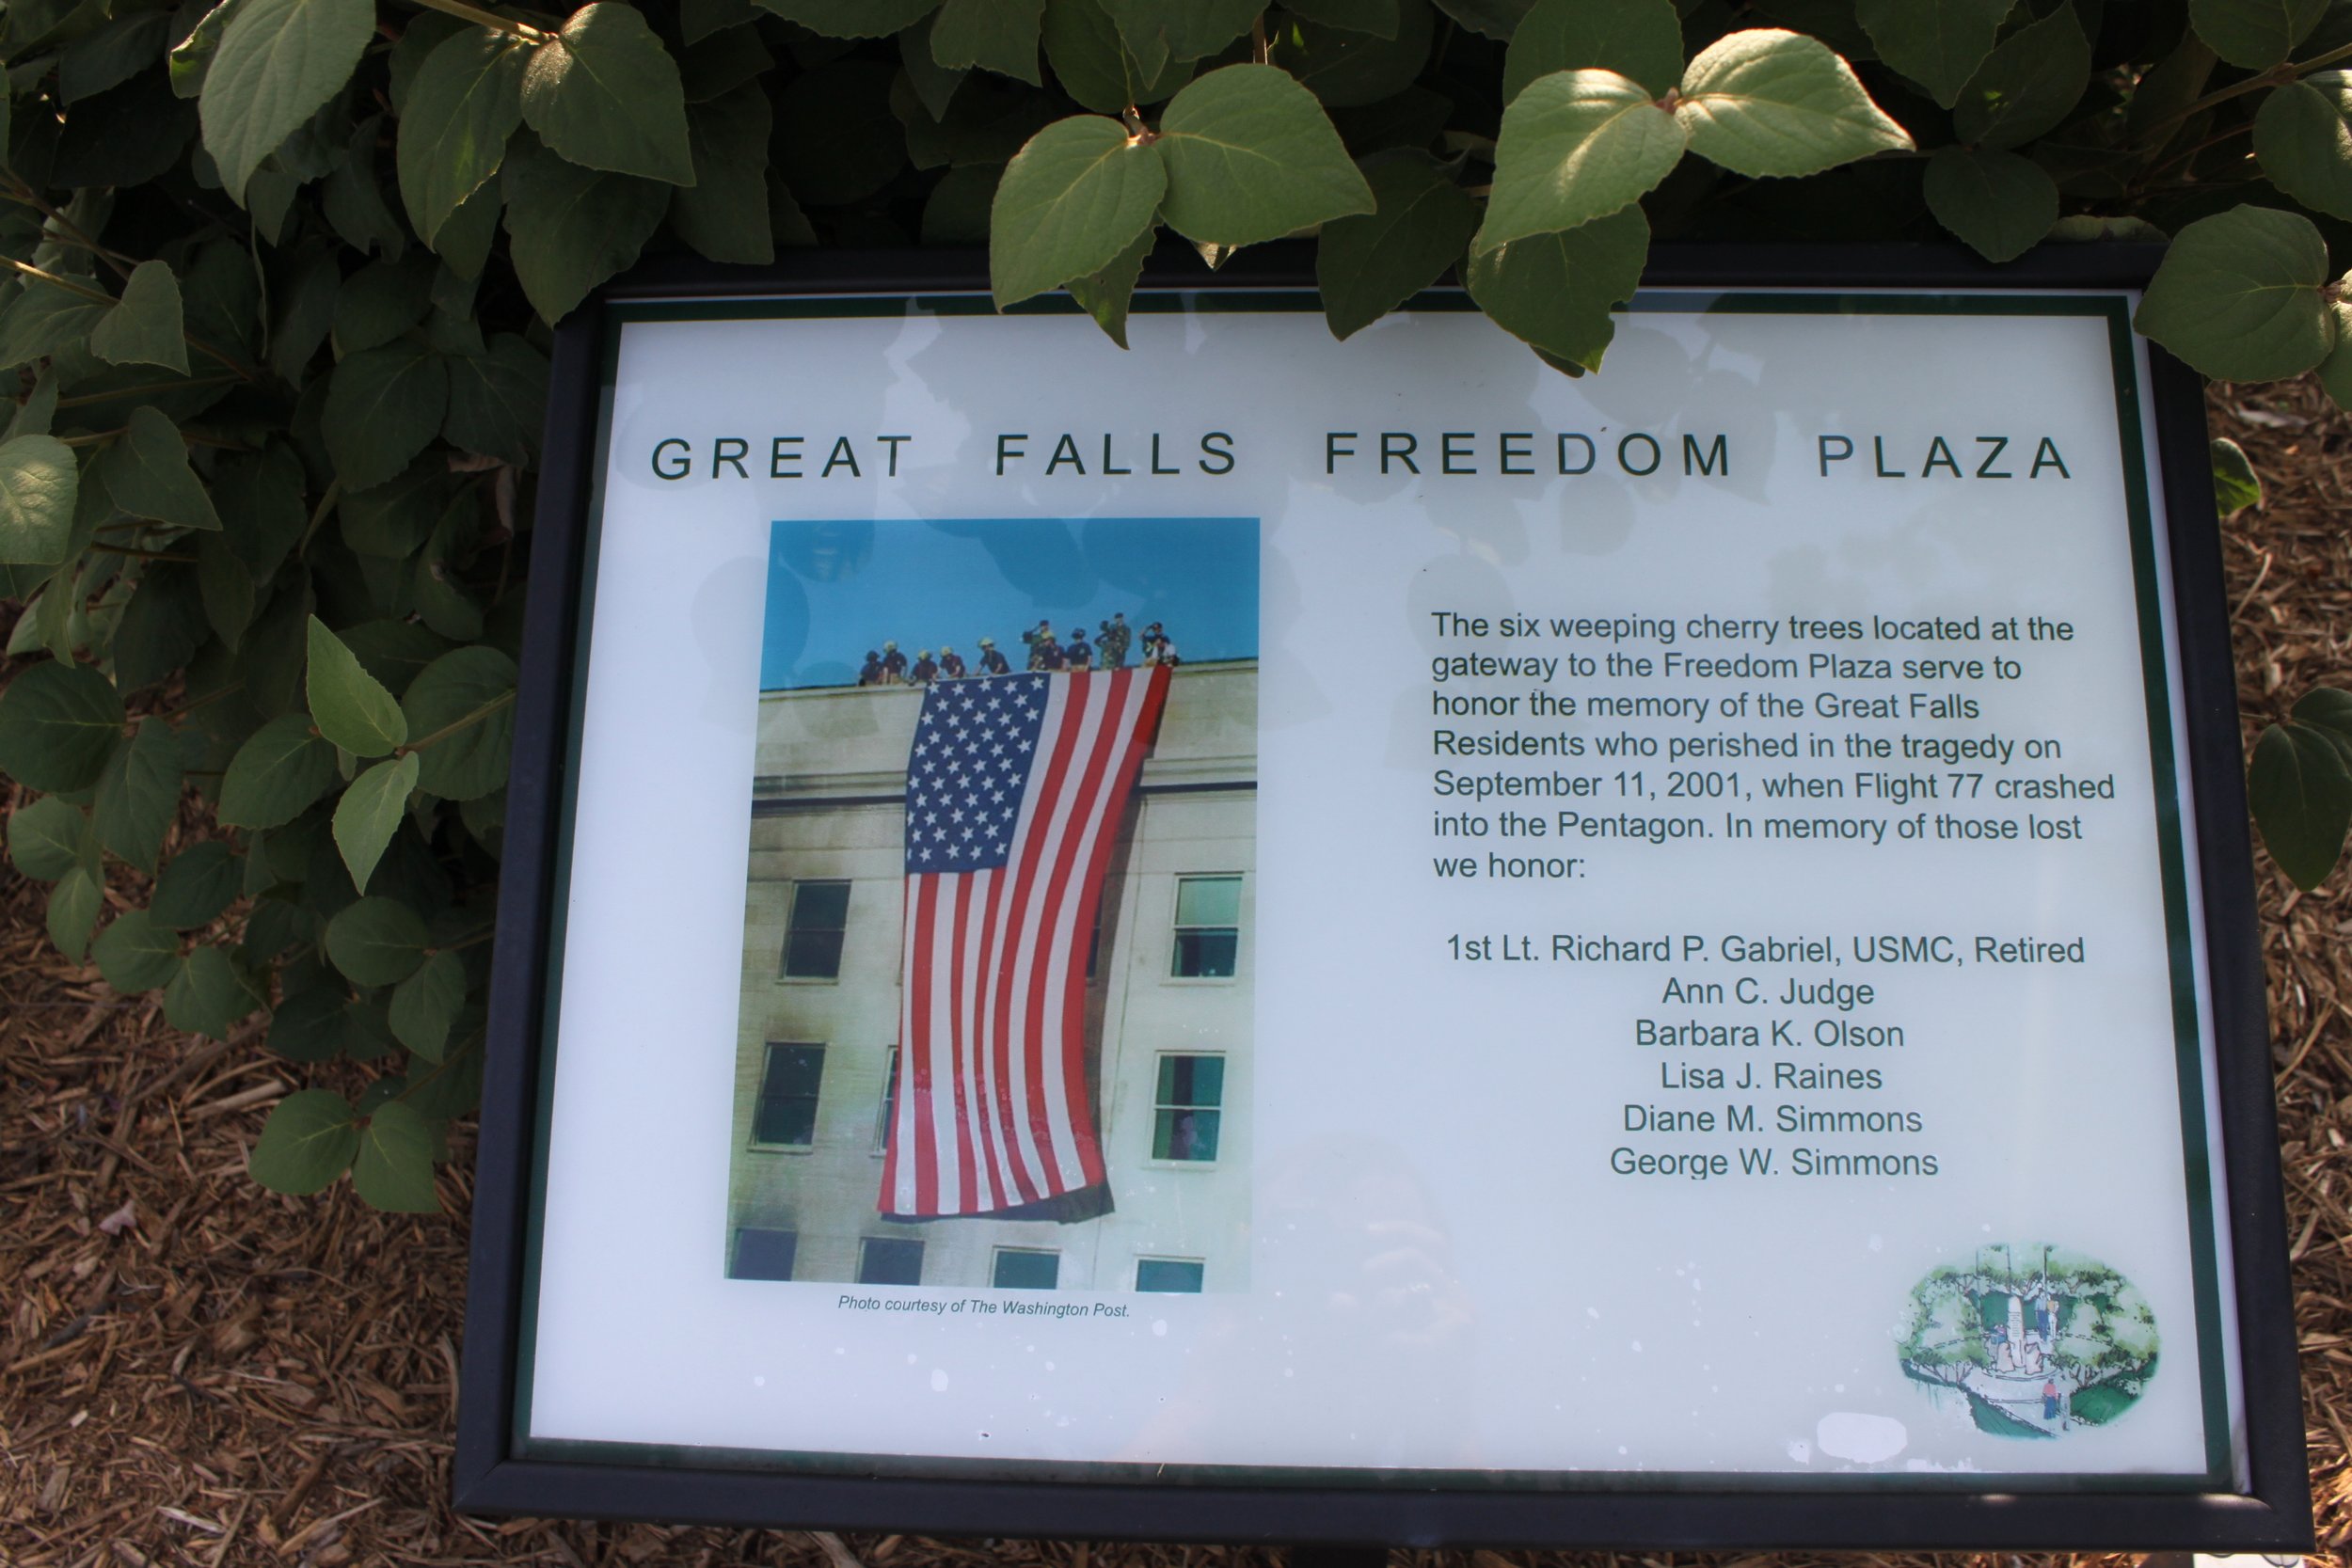 GREAT FALLS FREEDOM PLAZA
The six weeping cherry trees located at the
gateway to the Freedom Plaza serve to
honor the memory of the Great Falls
Residents who perished in the tragedy on
September 11, 2001, when Flight 77 crashed
into the Pentagon. In memory of those lost
we honor:
1st Lt. Richard P. Gabriel, USMC, Retired
Ann C. Judge
Barbara K. Olson
Lisa J. Raines
Diane M. Simmons
George W. Simmons
Photo courtesy of The Washington Post.